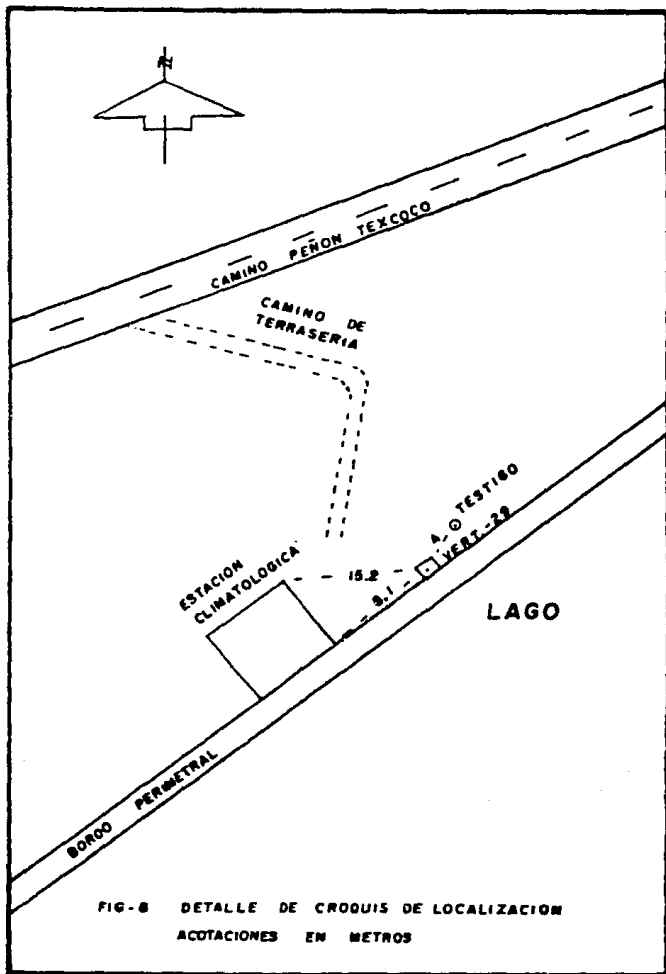 CAMINO PEÑON TEXCOCO
CAMINO DE
TERRASERIA
TESTIGO
A
VERT.-29
ESTACION
CLIMATOLOGICA
15.2
LAGO
BORDO PERIMETRAL
DETALLE DE CROQUIS DE LOCALIZACION
ACOTACIONES EN METROS